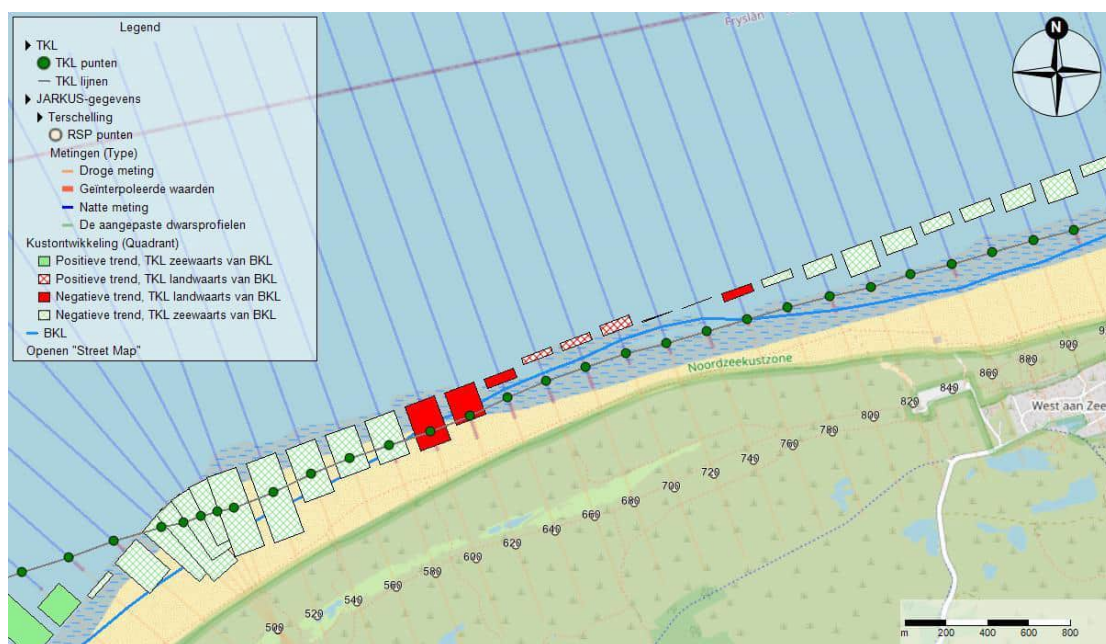 Legend
TKL
TKL punten
TKL lijnen
JARKUS-gegevens
Terschelling
RSP punten
Metingen (Type)
Droge meting
Geïnterpoleerde waarden
Natte meting
De aangepaste dwarsprofielen
Kustontwikkeling (Quadrant)
Positieve trend, TKL zeewaarts van BKL
Positieve trend, TKL landwaarts van BKL
Negatieve trend, TKL landwaarts van BKL
Negatieve trend, TKL zeewaarts van BKL
BKL
Openen "Street Map"
Fryslân
N
Noordzeekustzone
West aan Zee
9
900
880
860
840
820
800
780
760
740
720
700
680
660
640
620
600
580
560
540
520
500
m 200 400 600 800